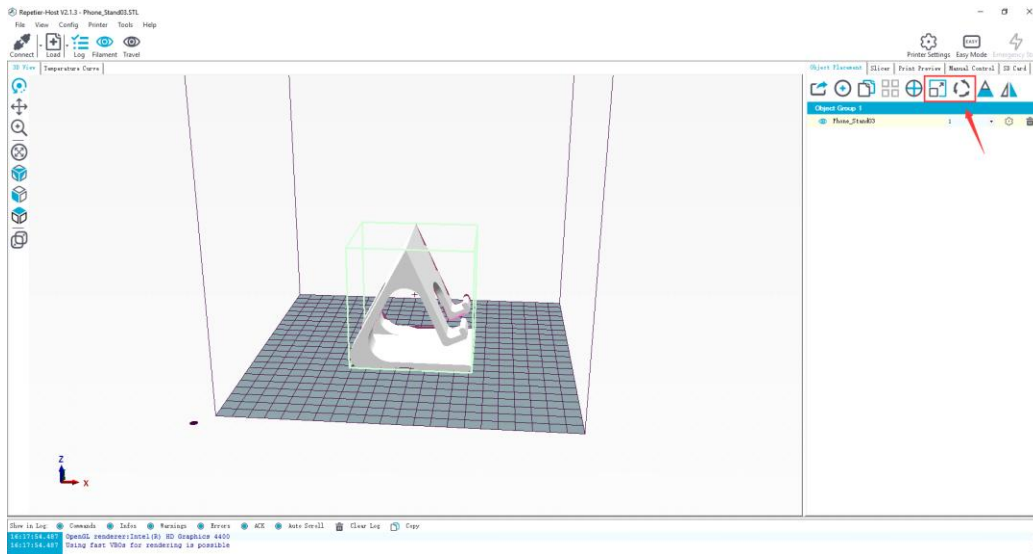 Repetier-Host V2.1.3 - Phone_Stand03.STL
File View Config Printer Tools Help
Connect Load Log Filament Travel Printer Settings Easy Mode Emergency
3D View Temperature Curve Object Placement Slicer Print Preview Manual Control SD Card
Object Group 1
Phone_Stand03 1
Z
X
Show in Log Commands Infos Warnings Errors ACK Auto Scroll Clear Log Copy
16:17:54.487 OpenGL renderer:Intel(R) HD Graphics 4400
16:17:54.487 Using fast VBOs for rendering is possible